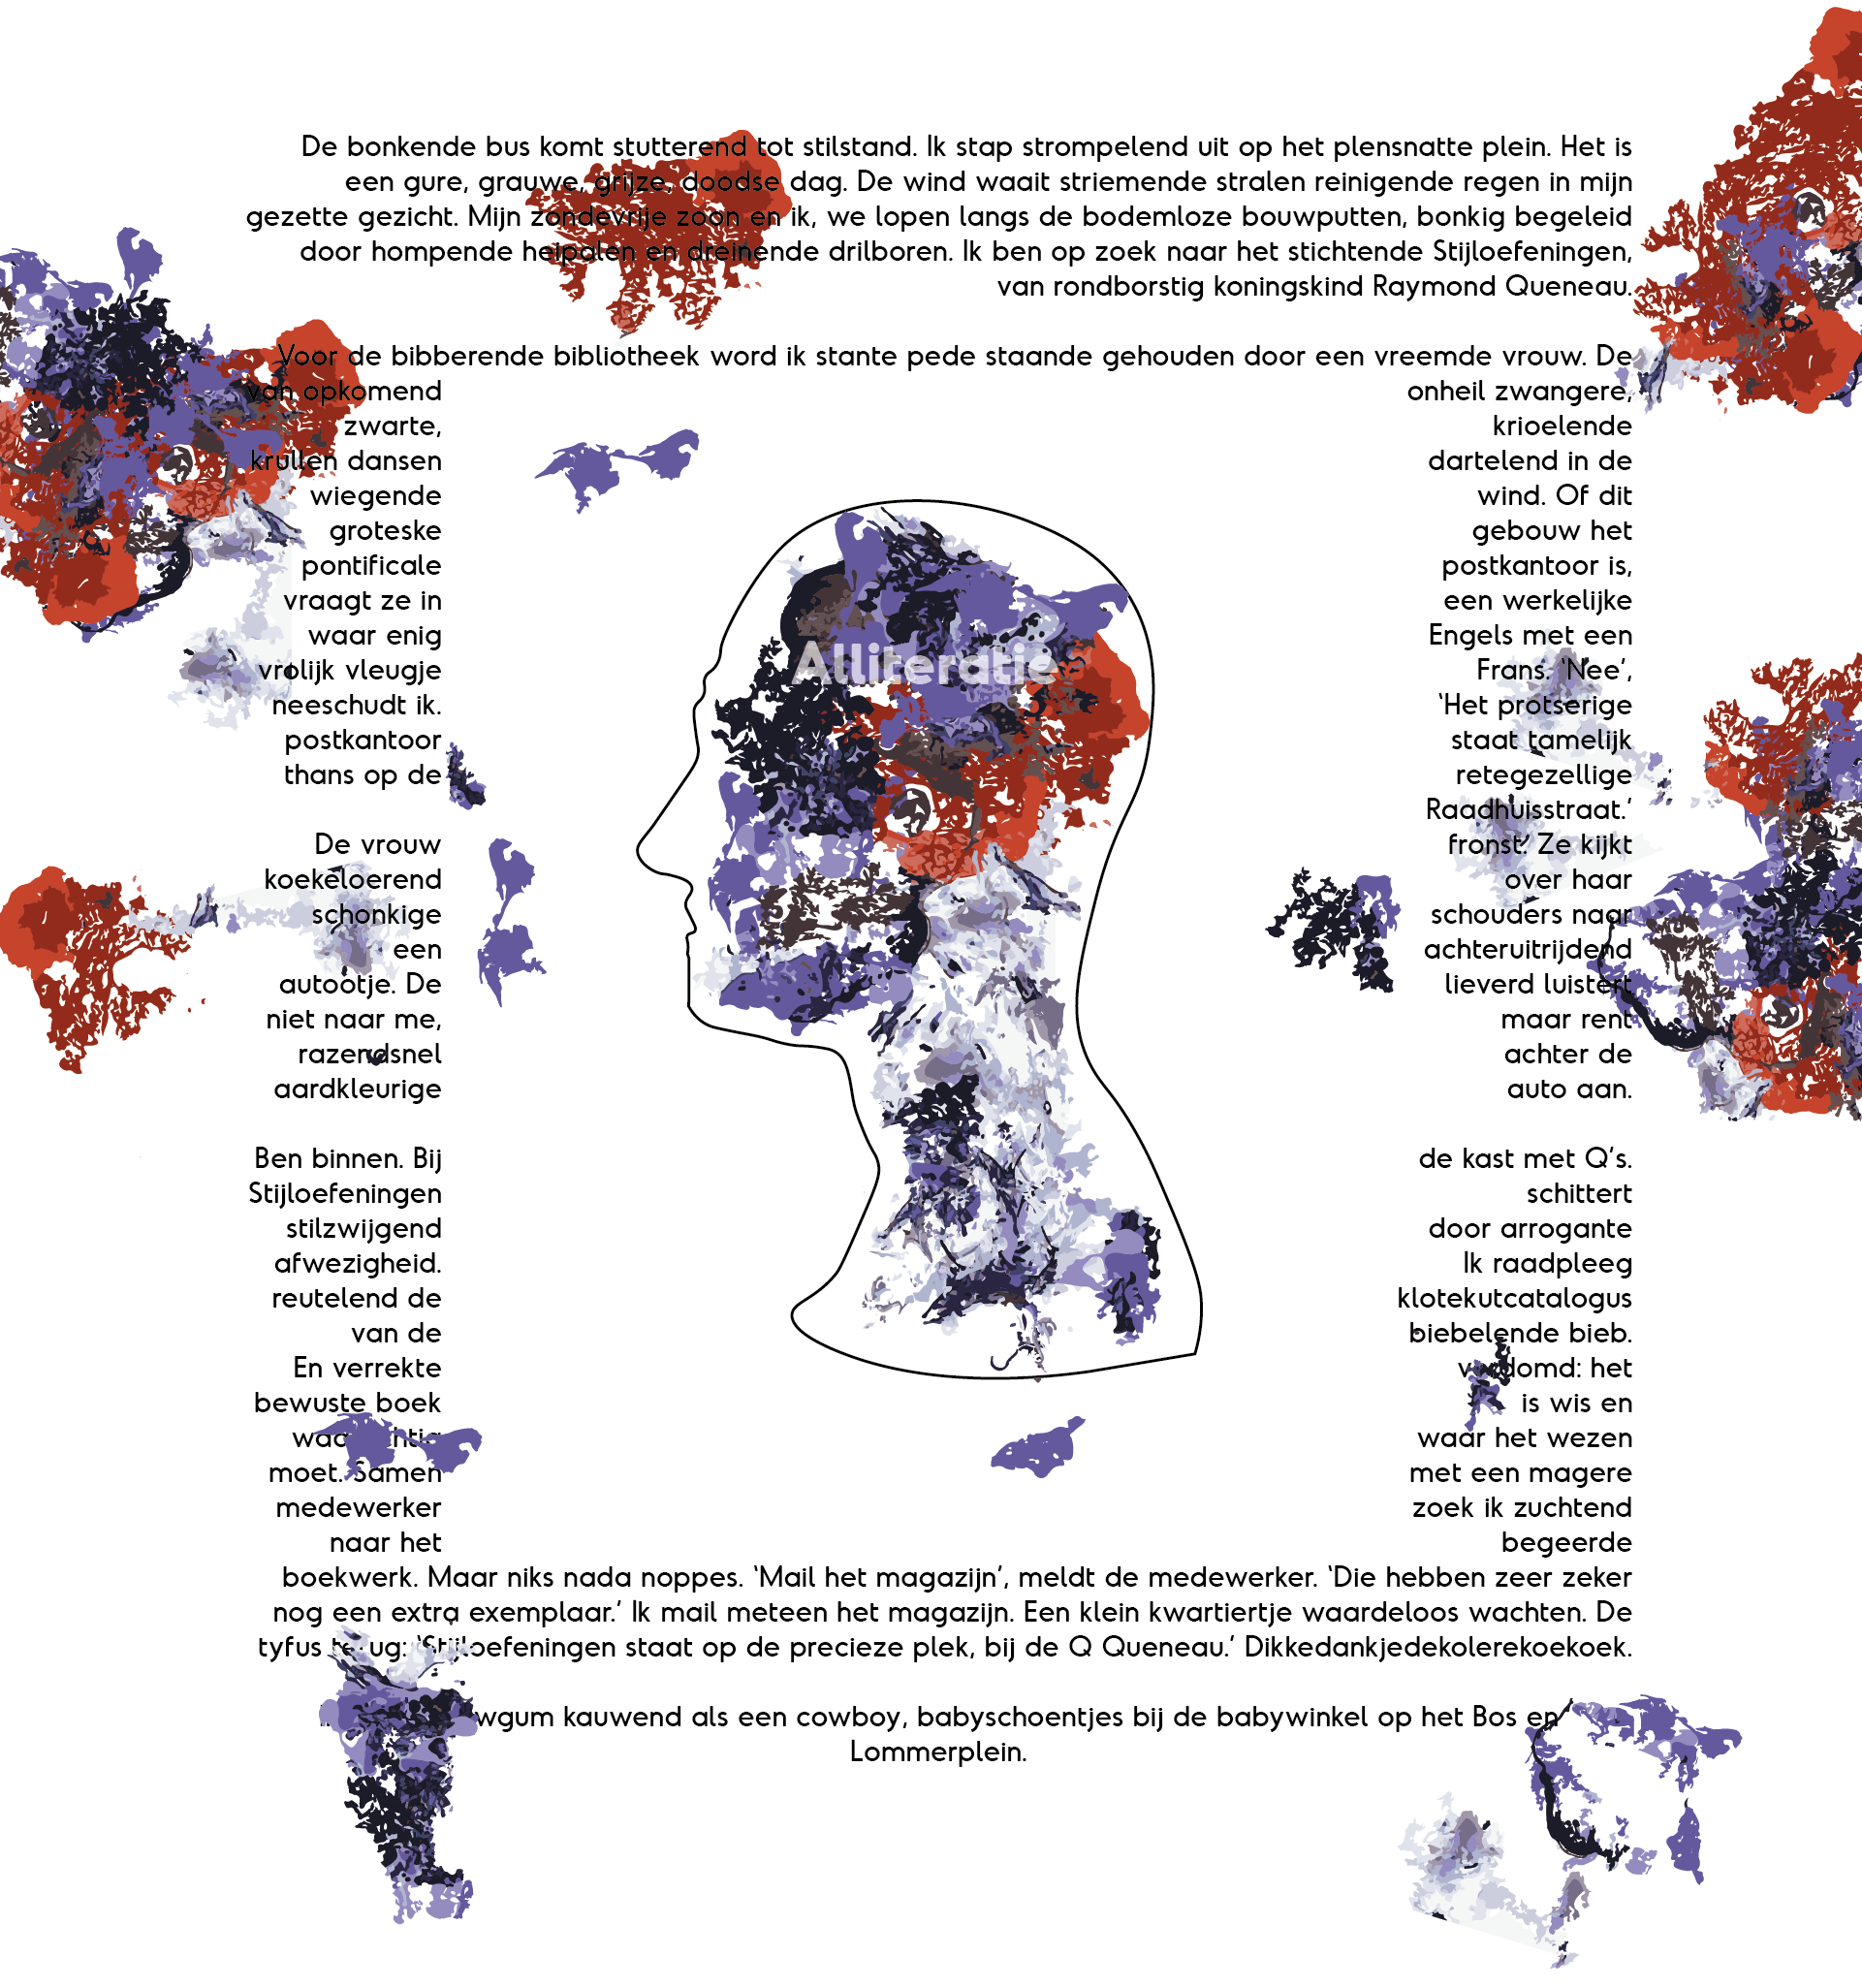 De bonkende bus komt stutterend tot stilstand. Ik stap strompelend uit op het plensnatte plein. Het is
een gure, grauwe, grijze, doodse dag. De wind waait striemende stralen reinigende regen in mijn
gezette gezicht. Mijn zondevrije zoon en ik, we lopen langs de bodemloze bouwputten, bonkig begeleid
door hompende heipalen en dreinende drilboren. Ik ben op zoek naar het stichtende Stijloefeningen,
van rondborstig koningskind Raymond Queneau.
Voor de bibberende bibliotheek word ik stante pede staande gehouden door een vreemde vrouw. De
van opkomend onheil zwangere,
zwarte, krioelende
krullen dansen dartelend in de
wiegende wind. Of dit
groteske gebouw het
pontificale postkantoor is,
vraagt ze in een werkelijke
waar enig Engels met een
vrolijk vleugje Frans. ‘Nee’,
neeschudt ik. ‘Het protserige
postkantoor staat tamelijk
thans op de retegezellige
Raadhuisstraat.’
De vrouw fronst. Ze kijkt
koekeloerend over haar
schonkige schouders naar
een achteruitrijdend
autootje. De lieverd luistert
niet naar me, maar rent
razendsnel achter de
aardkleurige auto aan.
Ben binnen. Bij de kast met Q’s.
Stijloefeningen schittert
stilzwijgend door arrogante
afwezigheid. Ik raadpleeg
reutelend de klotekutcatalogus
van de biebelende bieb.
En verrekte het
bewuste boek is wis en
waar het wezen
moet. Samen met een magere
medewerker zoek ik zuchtend
naar het begeerde
boekwerk. Maar niks nada noppes. ‘Mail het magazijn’, meldt de medewerker. ‘Die hebben zeer zeker
nog een extra exemplaar.’ Ik mail meteen het magazijn. Een klein kwartiertje waardeloos wachten. De
tyfus terug: ‘Stijloefeningen staat op de precieze plek, bij de Q Queneau.’ Dikkedankjedekolerekoekoek.
kauwend als een cowboy, babyschoentjes bij de babywinkel op het Bos en
Lommerplein.
Alliteratie